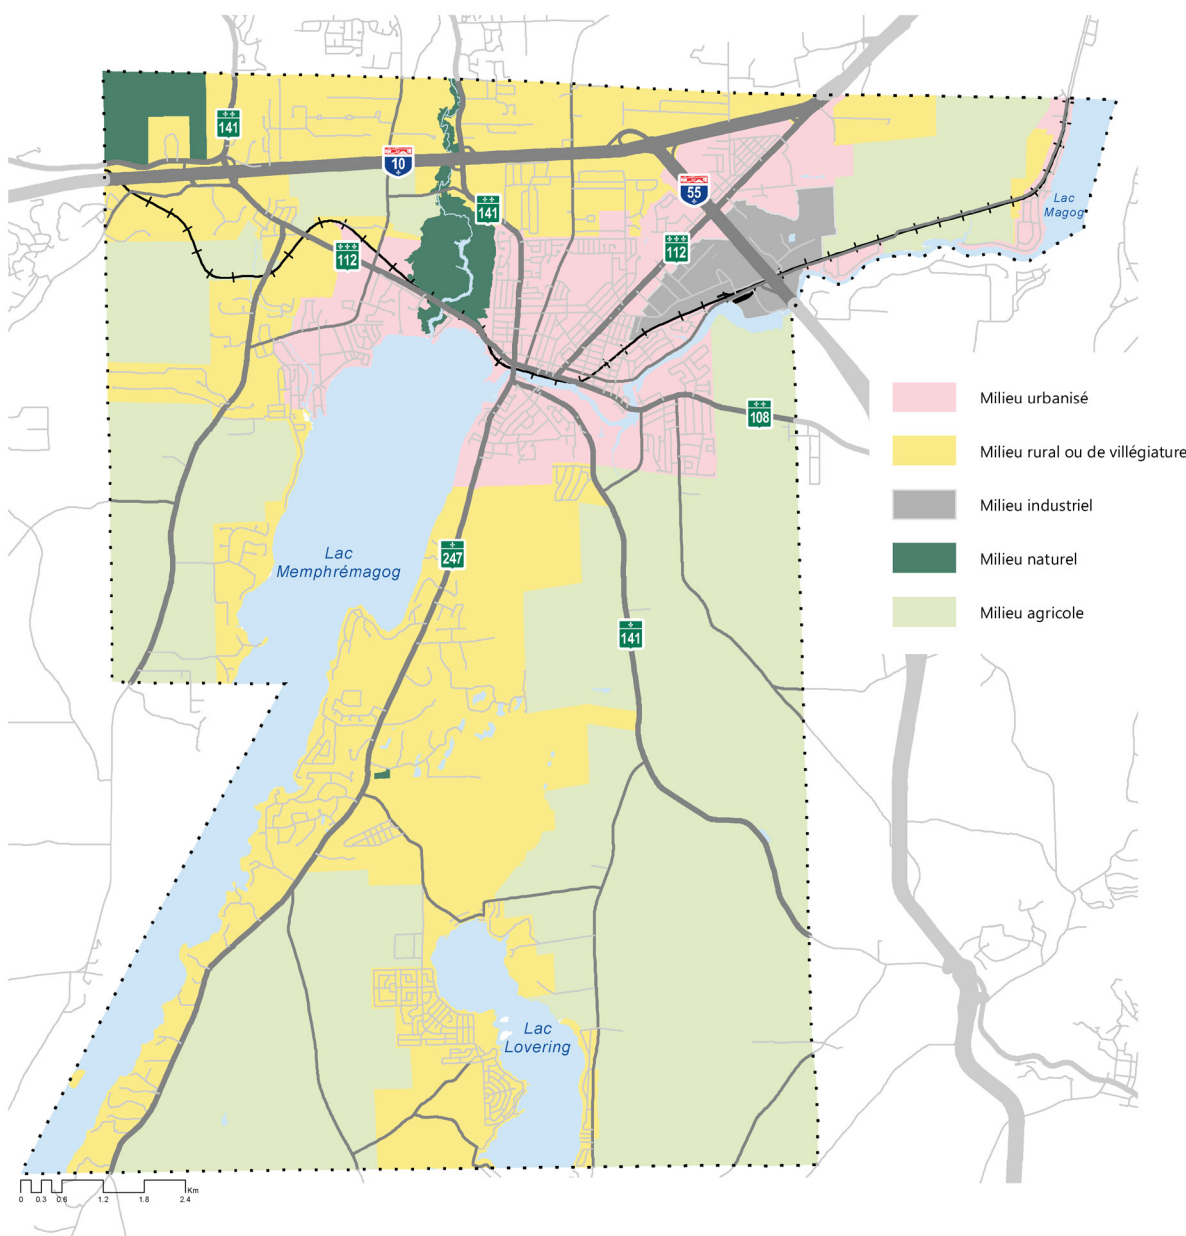 141
10
141
55
Lac
Magog
112
112
Milieu urbanisé
108
Milieu rural ou de villégiature
Milieu industriel
Lac
Memphrémagog
247
Milieu naturel
Milieu agricole
141
Lac
Lovering
Km
0 0.3 0.6 1.2 1.8 2.4